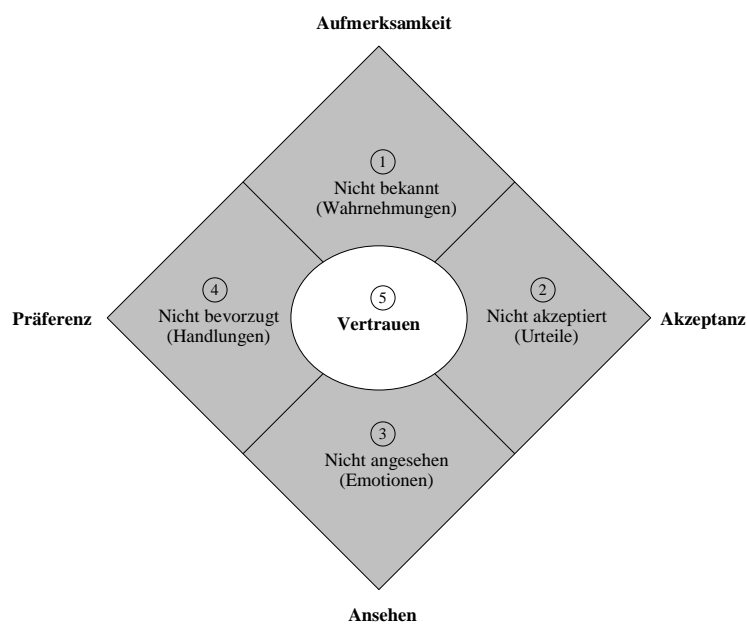 Aufmerksamkeit
1
Nicht bekannt
(Wahrnehmungen)
Präferenz
4
Nicht bevorzugt
(Handlungen)
5
Vertrauen
2
Nicht akzeptiert
(Urteile)
Akzeptanz
3
Nicht angesehen
(Emotionen)
Ansehen